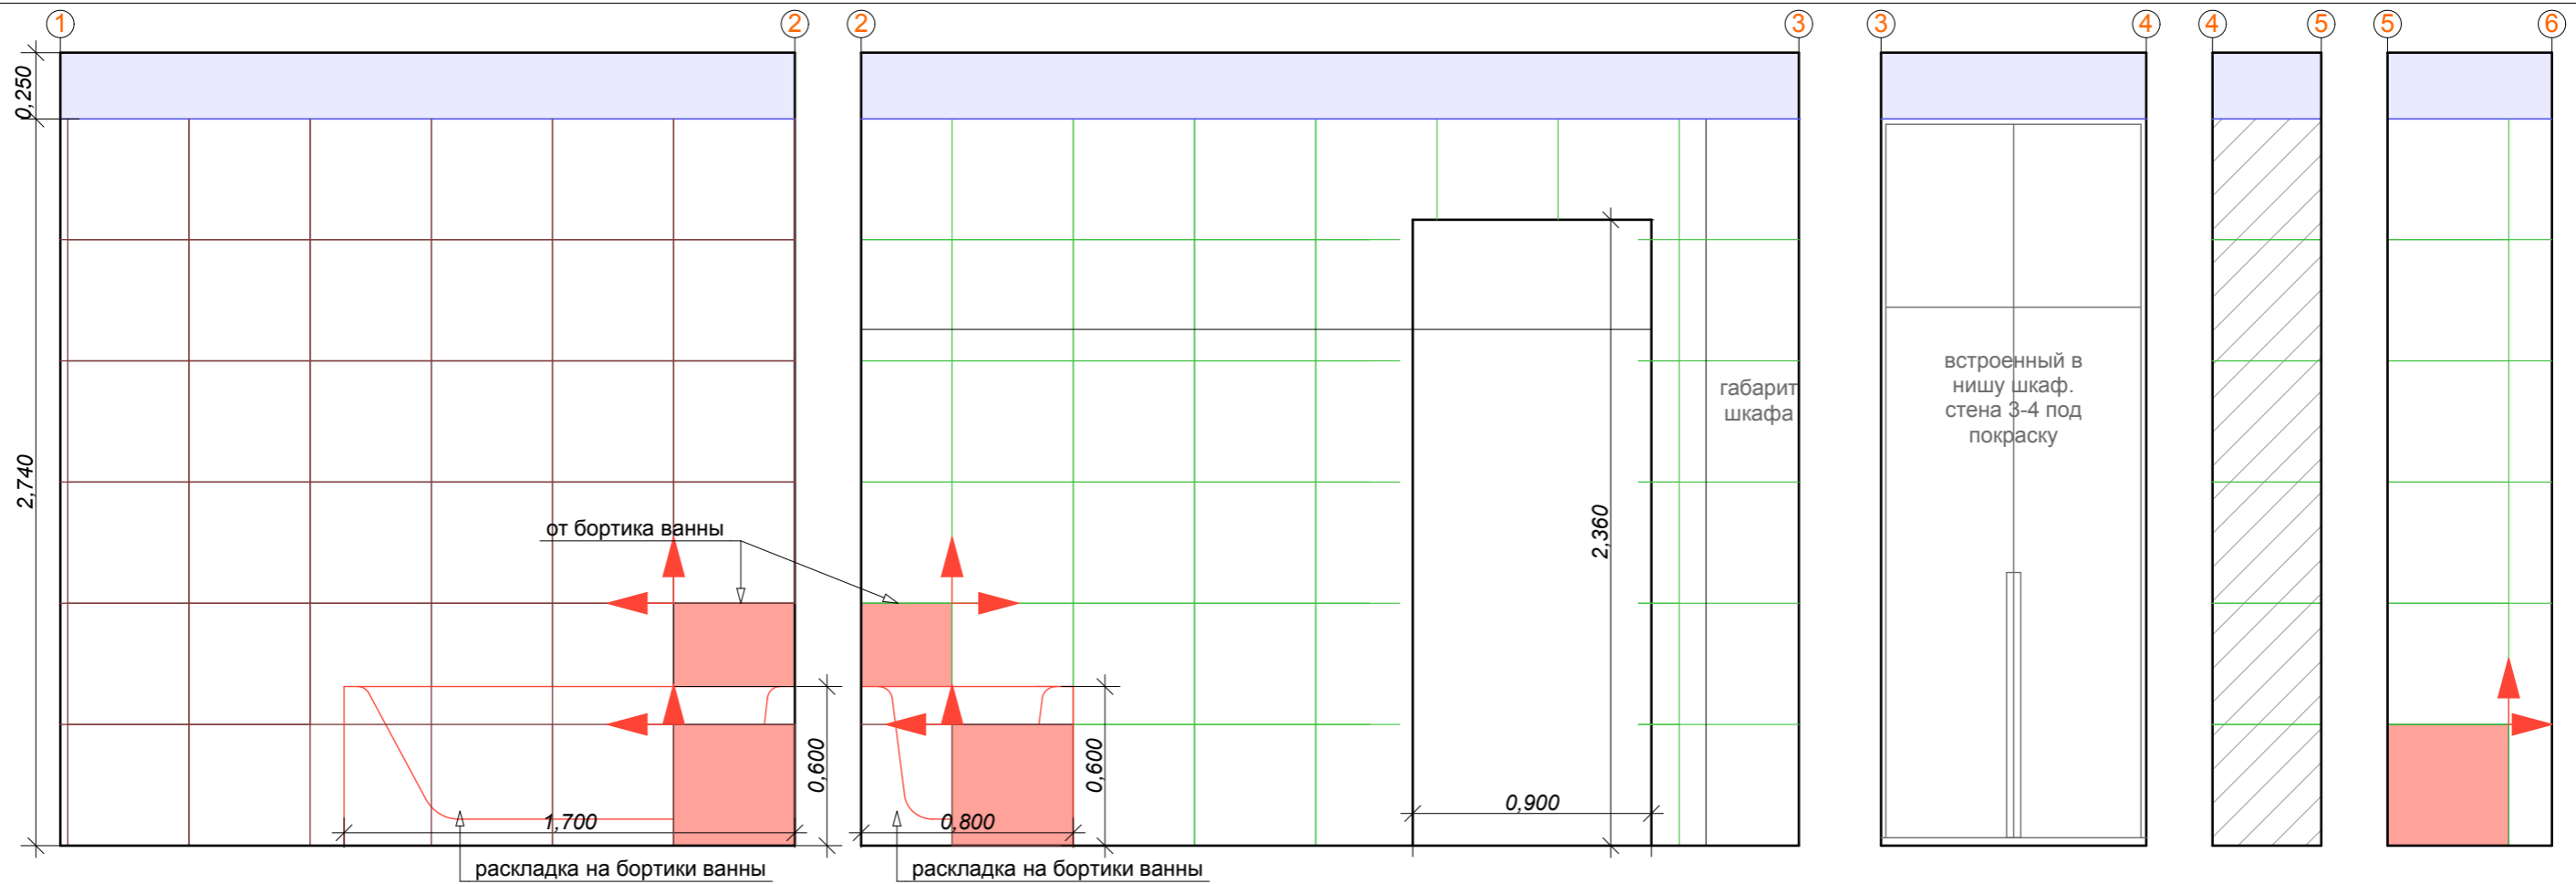 1 2 2 3 3 4 4 5 5 6
0,250
2,740
встроенный в
нишу шкаф.
стена 3-4 под
покраску
габарит
шкафа
от бортика ванны
2,360
0,600
0,600
1,700
0,800
0,900
раскладка на бортики ванны
раскладка на бортики ванны